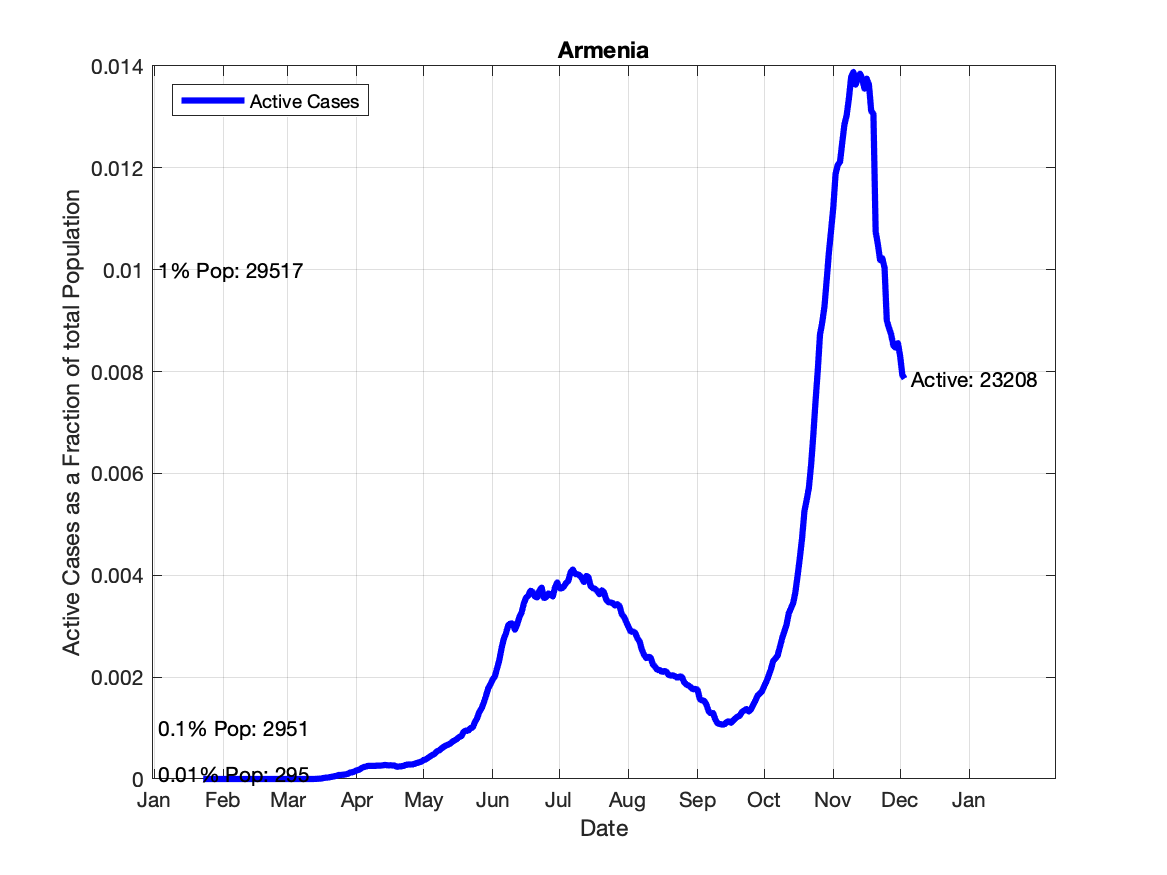 Armenia
Active Cases
0.014
0.012
0.01
0.008
0.006
0.004
0.002
0
Active Cases as a Fraction of total Population
1% Pop: 29517
Active: 23208
0.1% Pop: 2951
0.01% Pop: 295
Jan Feb Mar Apr May Jun Jul Aug Sep Oct Nov Dec Jan
Date